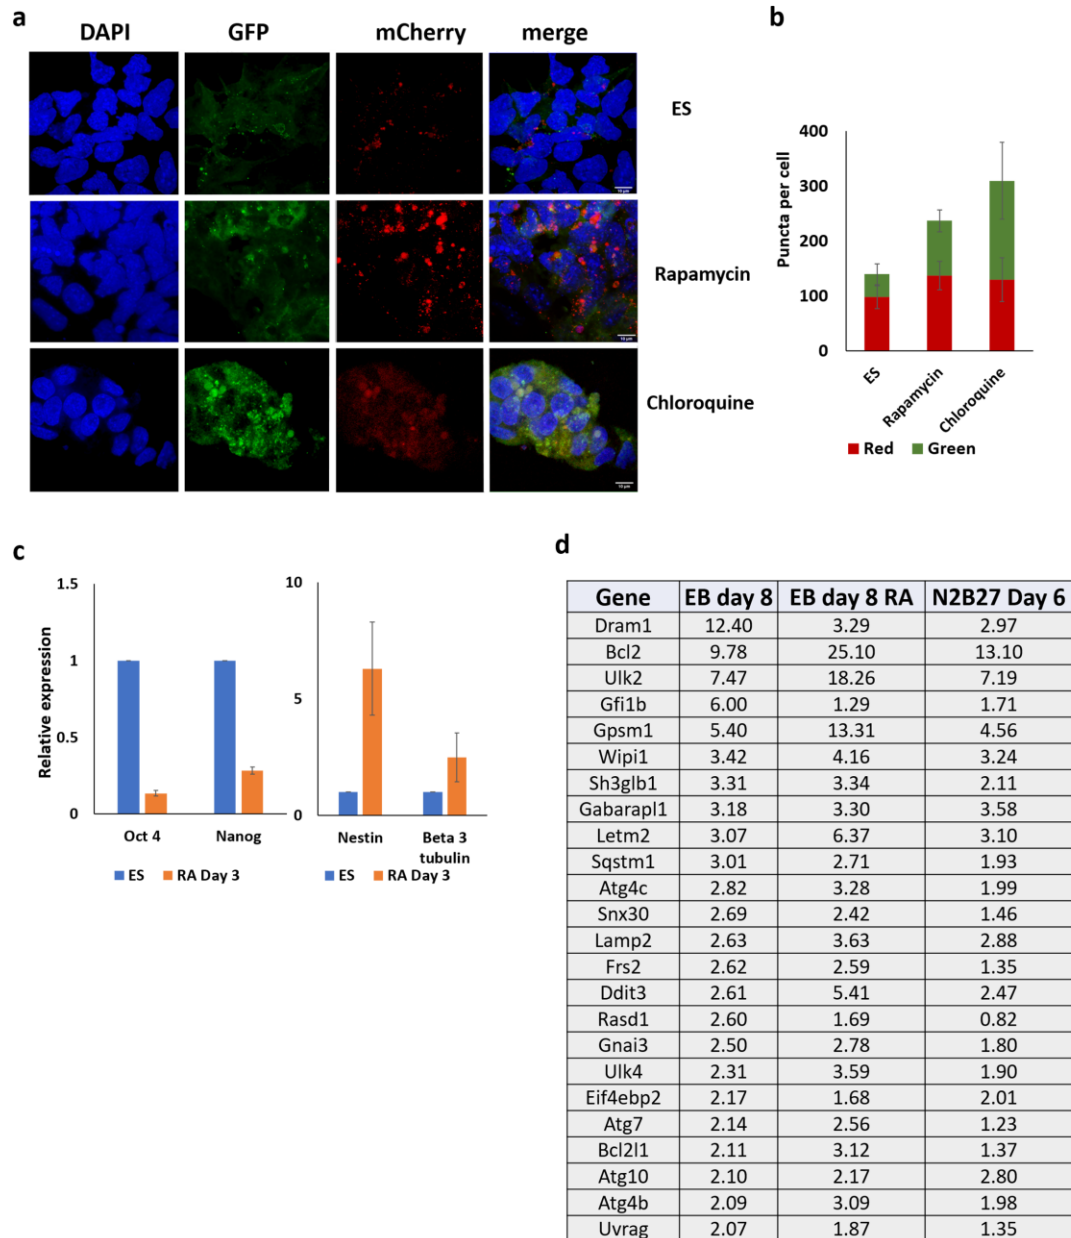 a
DAPI GFP mCherry merge
ES
Rapamycin
Chloroquine
10 µm
10 µm
10 µm
b
Puncta per cell
400
300
200
100
0
ES
Rapamycin
Chloroquine
Red Green
c
Relative expression
1.5
1
0.5
0
Oct 4 Nanog
ES RA Day 3
10
5
0
Nestin Beta 3
tubulin
ES RA Day 3
d
Gene EB day 8 EB day 8 RA N2B27 Day 6
Dram1 12.40 3.29 2.97
Bcl2 9.78 25.10 13.10
Ulk2 7.47 18.26 7.19
Gfi1b 6.00 1.29 1.71
Gpsm1 5.40 13.31 4.56
Wipi1 3.42 4.16 3.24
Sh3glb1 3.31 3.34 2.11
Gabarapl1 3.18 3.30 3.58
Letm2 3.07 6.37 3.10
Sqstm1 3.01 2.71 1.93
Atg4c 2.82 3.28 1.99
Snx30 2.69 2.42 1.46
Lamp2 2.63 3.63 2.88
Frs2 2.62 2.59 1.35
Ddit3 2.61 5.41 2.47
Rasd1 2.60 1.69 0.82
Gnai3 2.50 2.78 1.80
Ulk4 2.31 3.59 1.90
Eif4ebp2 2.17 1.68 2.01
Atg7 2.14 2.56 1.23
Bcl2l1 2.11 3.12 1.37
Atg10 2.10 2.17 2.80
Atg4b 2.09 3.09 1.98
Uvrag 2.07 1.87 1.35